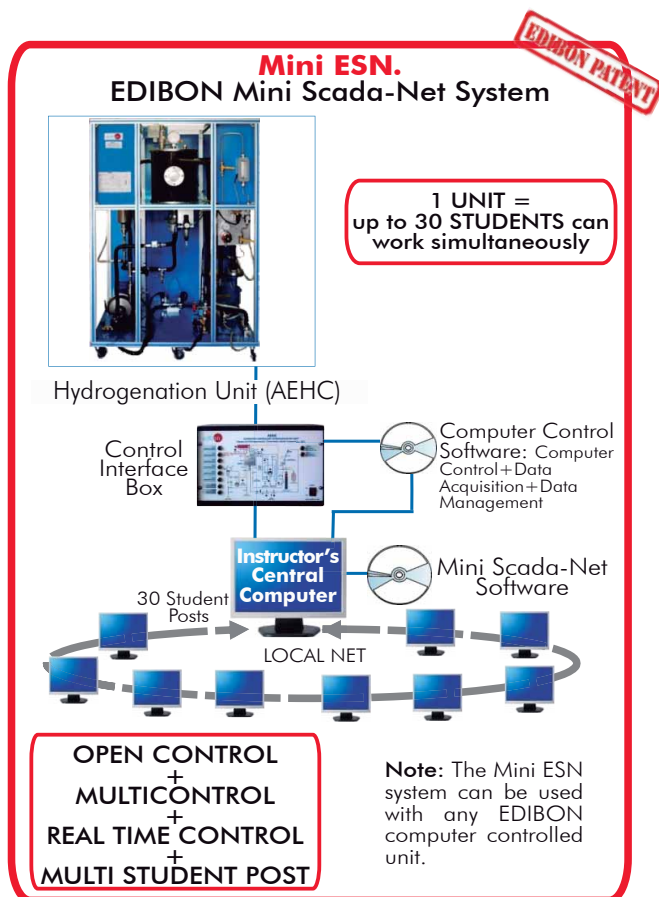 EDIBON PATENT
Mini ESN.
EDIBON Mini Scada-Net System
1 UNIT =
up to 30 STUDENTS can
work simultaneously
Hydrogenation Unit (AEHC)
Control
Interface
Box
Computer Control
Software: Computer
Control+Data
Acquisition+Data
Management
Instructor's
Central
Computer
Mini Scada-Net
Software
30 Student
Posts
LOCAL NET
OPEN CONTROL
+
MULTICONTROL
+
REAL TIME CONTROL
+
MULTI STUDENT POST
Note: The Mini ESN
system can be used
with any EDIBON
computer controlled
unit.